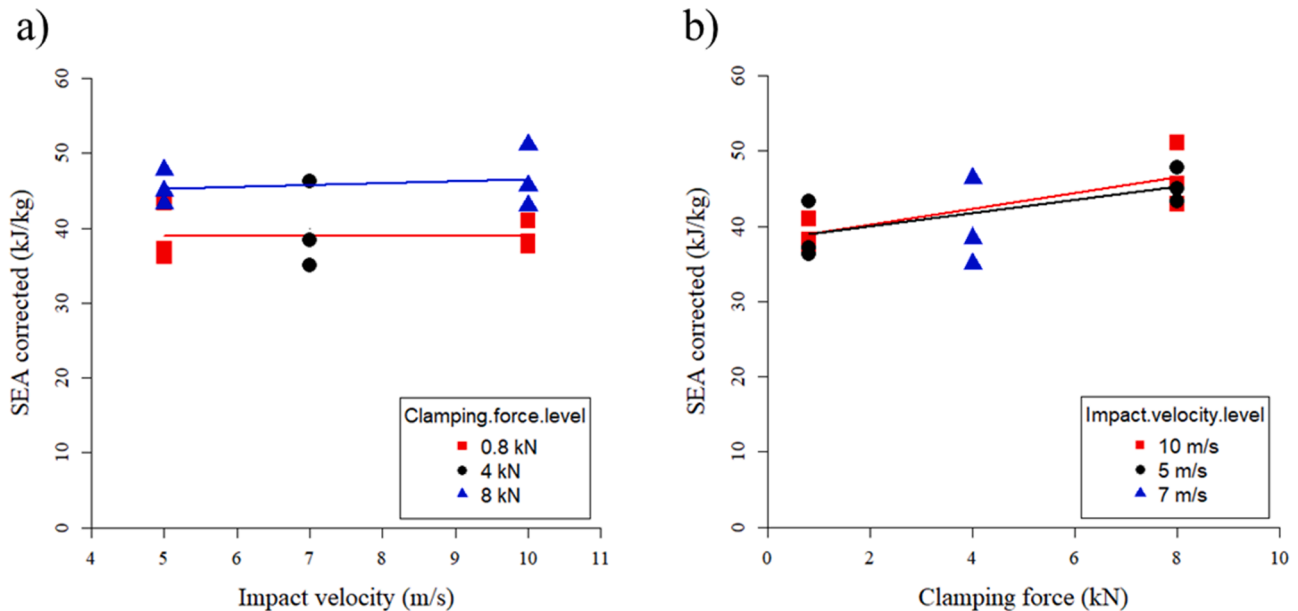 a)
SEA corrected (kJ/kg)
60
50
40
30
20
10
0
4 5 6 7 8 9 10 11
Impact velocity (m/s)
Clamping.force.level
0.8 kN
4 kN
8 kN
b)
SEA corrected (kJ/kg)
60
50
40
30
20
10
0
0 2 4 6 8 10
Clamping force (kN)
Impact.velocity.level
10 m/s
5 m/s
7 m/s